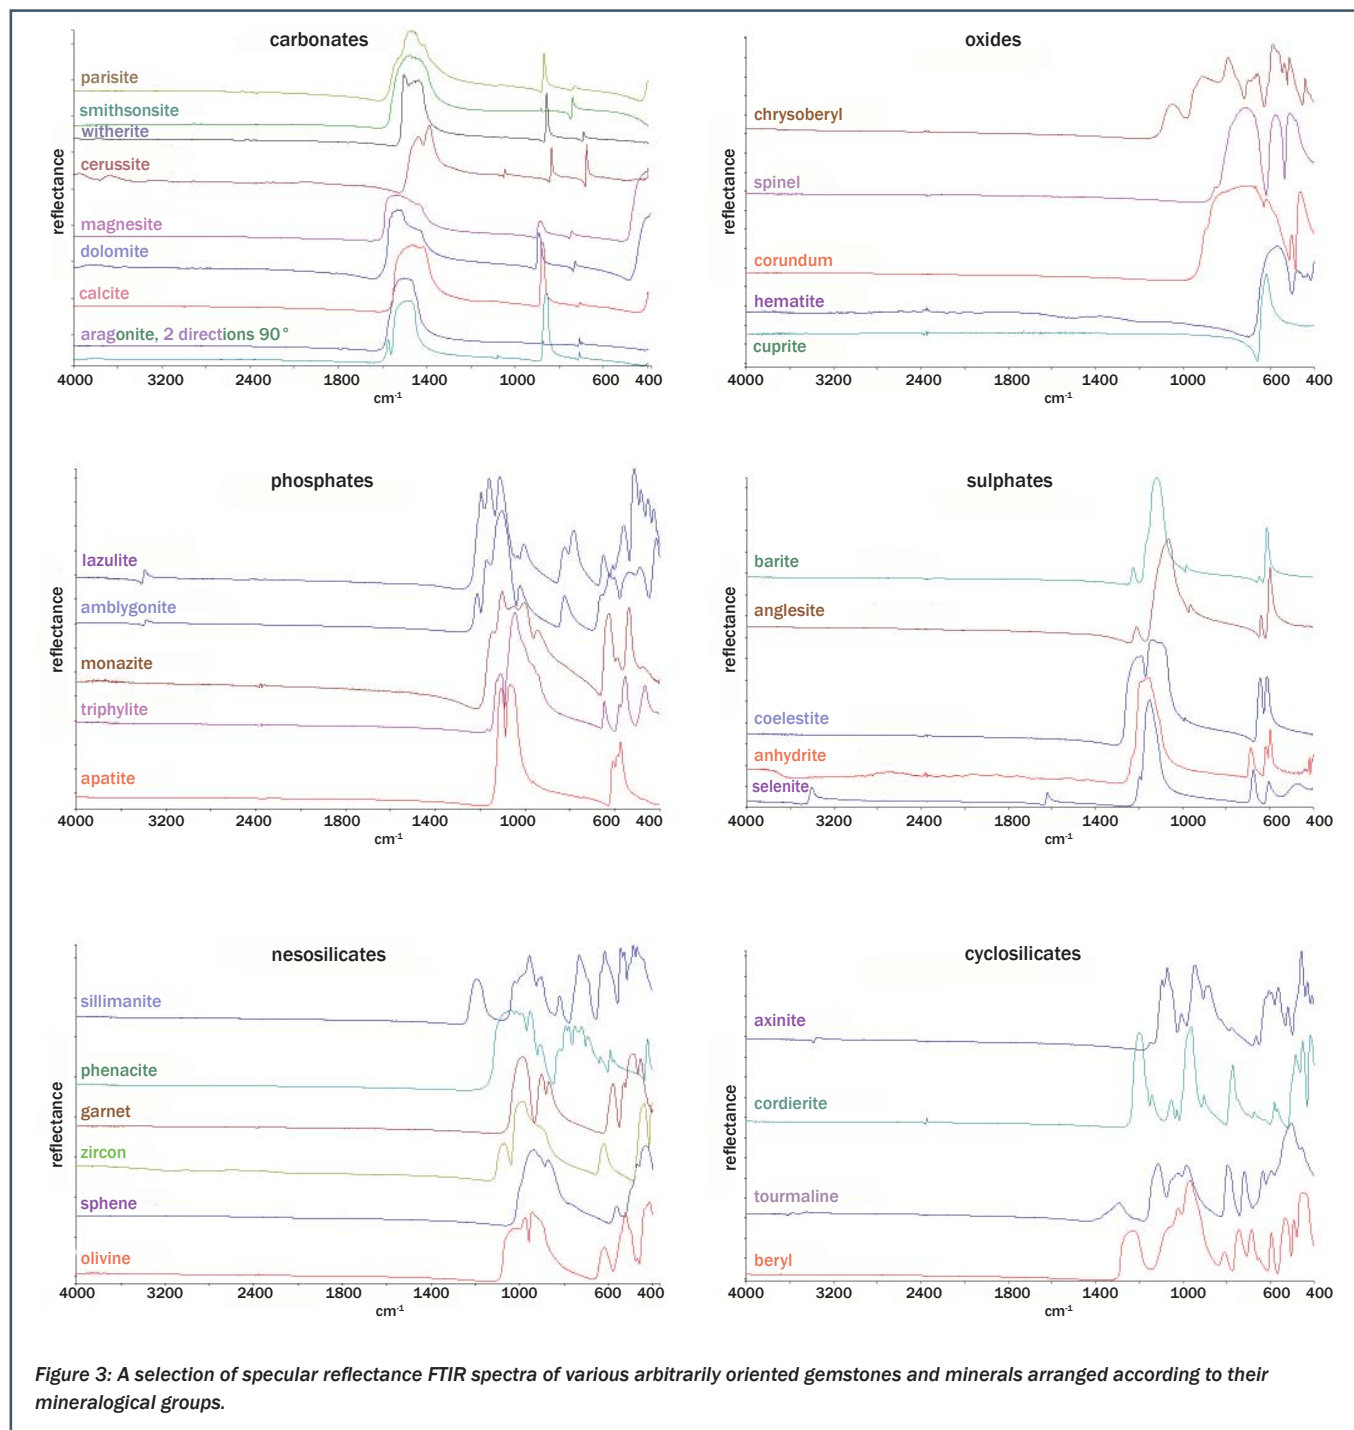 carbonates
parisite
smithsonsite
witherite
cerussite
magnesite
dolomite
calcite
aragonite, 2 directions 90°
reflectance
4000 3200 2400 1800 1400 1000 600 400
cm-1
oxides
chrysoberyl
spinel
corundum
hematite
cuprite
reflectance
4000 3200 2400 1800 1400 1000 600 400
cm-1
phosphates
lazulite
amblygonite
monazite
triphylite
apatite
reflectance
4000 3200 2400 1800 1400 1000 600 400
cm-1
sulphates
barite
anglesite
coelestite
anhydrite
selenite
reflectance
4000 3200 2400 1800 1400 1000 600 400
cm-1
nesosilicates
sillimanite
phenacite
garnet
zircon
sphene
olivine
reflectance
4000 3200 2400 1800 1400 1000 600 400
cm-1
cyclosilicates
axinite
cordierite
tourmaline
beryl
reflectance
4000 3200 2400 1800 1400 1000 600 400
cm-1
Figure 3: A selection of specular reflectance FTIR spectra of various arbitrarily oriented gemstones and minerals arranged according to their
mineralogical groups.